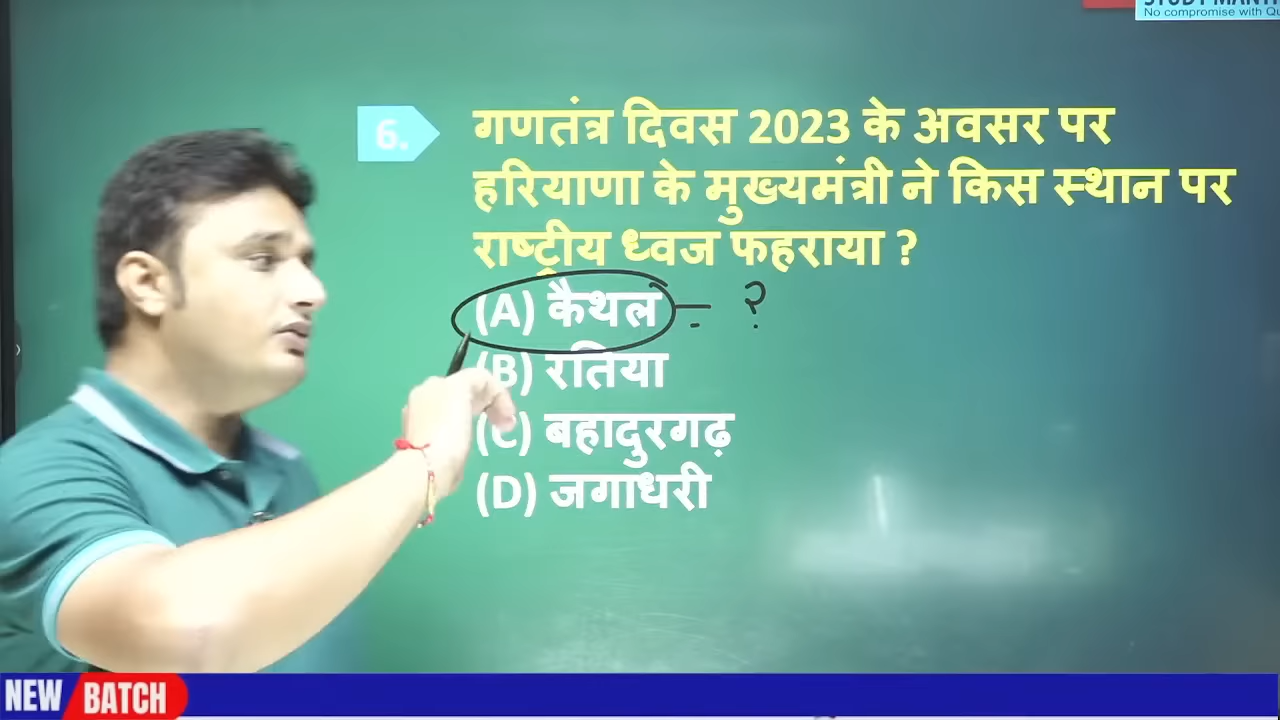 No compromise with
6.
गणतंत्र दिवस 2023 के अवसर पर
हरियाणा के मुख्यमंत्री ने किस स्थान पर
राष्ट्रीय ध्वज फहराया ?
(A) कैथल - ?
(B) रतिया
(C) बहादुरगढ़
(D) जगाधरी
NEW BATCH